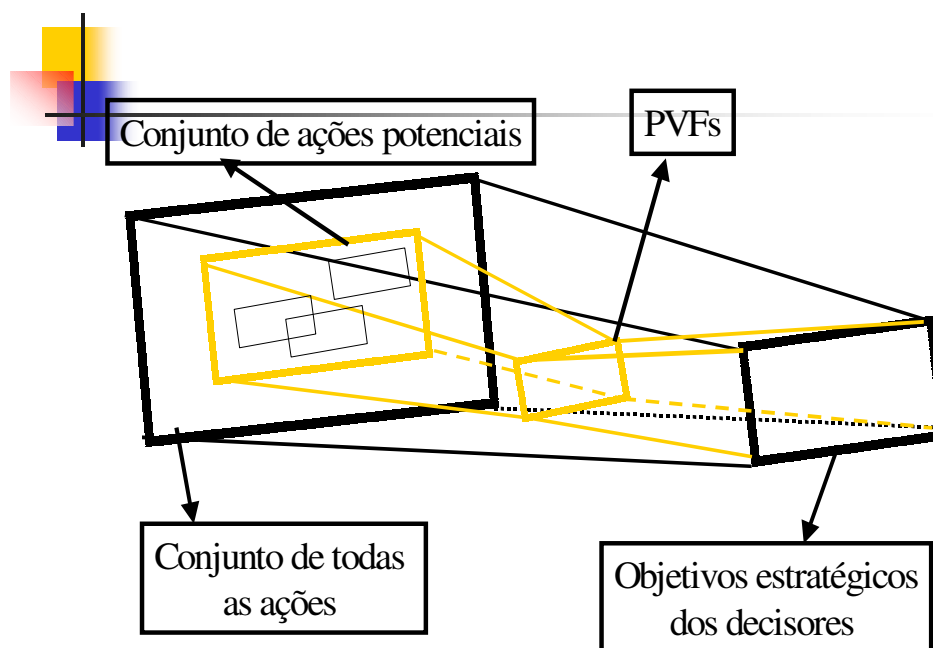 Conjunto de ações potenciais
PVFs
Conjunto de todas
as ações
Objetivos estratégicos
dos decisores